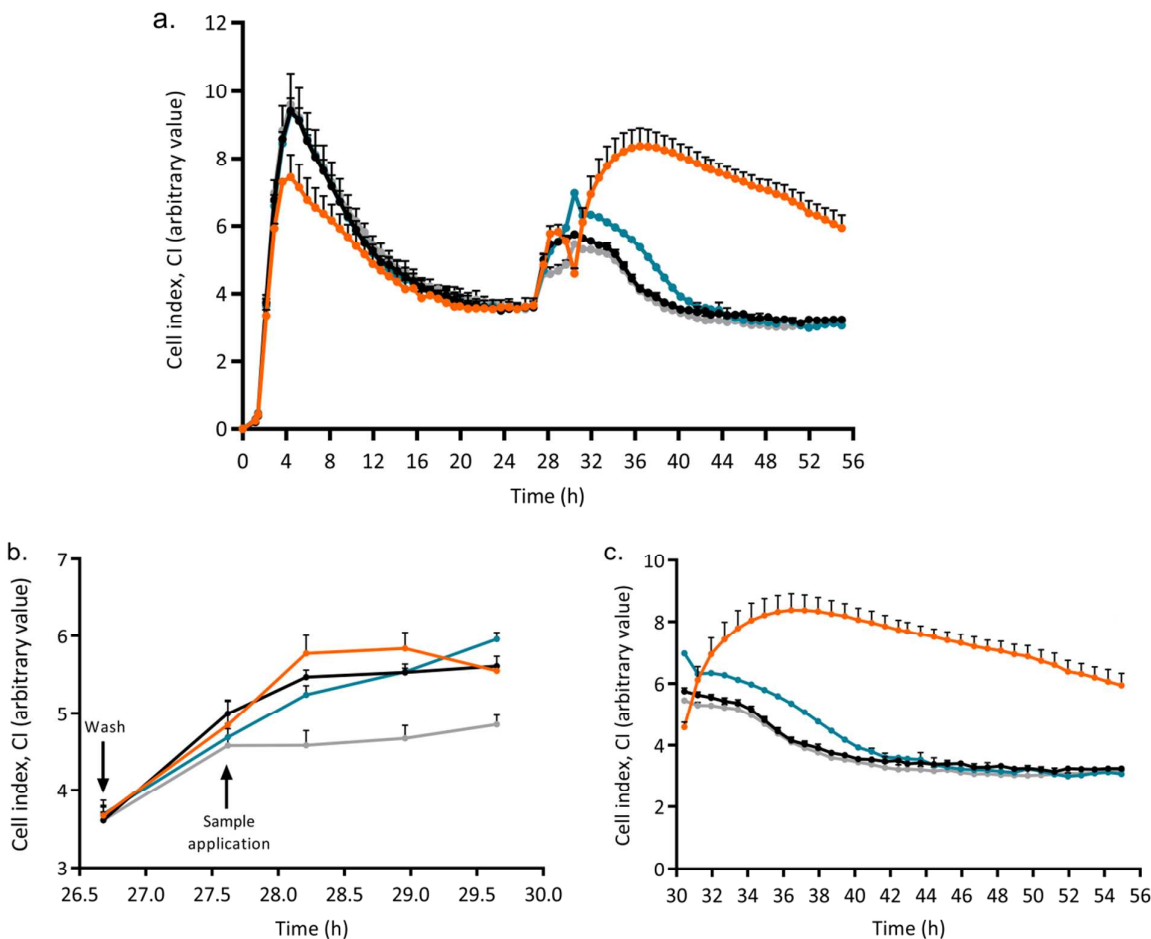 a.
Cell index, CI (arbitrary value)
12
10
8
6
4
2
0
0 4 8 12 16 20 24 28 32 36 40 44 48 52 56
Time (h)
b.
Cell index, CI (arbitrary value)
7
6
5
4
3
Wash
Sample
application
26.5 27.0 27.5 28.0 28.5 29.0 29.5 30.0
Time (h)
c.
Cell index, CI (arbitrary value)
10
8
6
4
2
0
30 32 34 36 38 40 42 44 46 48 50 52 54 56
Time (h)